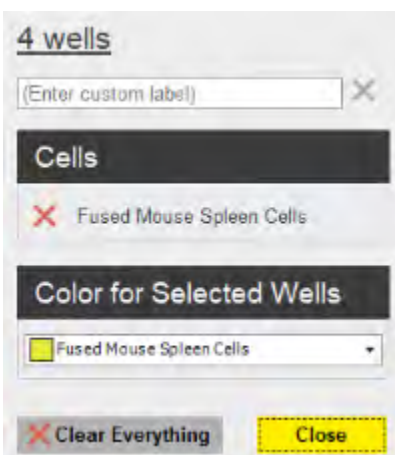 4 wells
(Enter custom label)
Cells
Fused Mouse Spleen Cells
Color for Selected Wells
Fused Mouse Spleen Cells
Clear Everything
Close